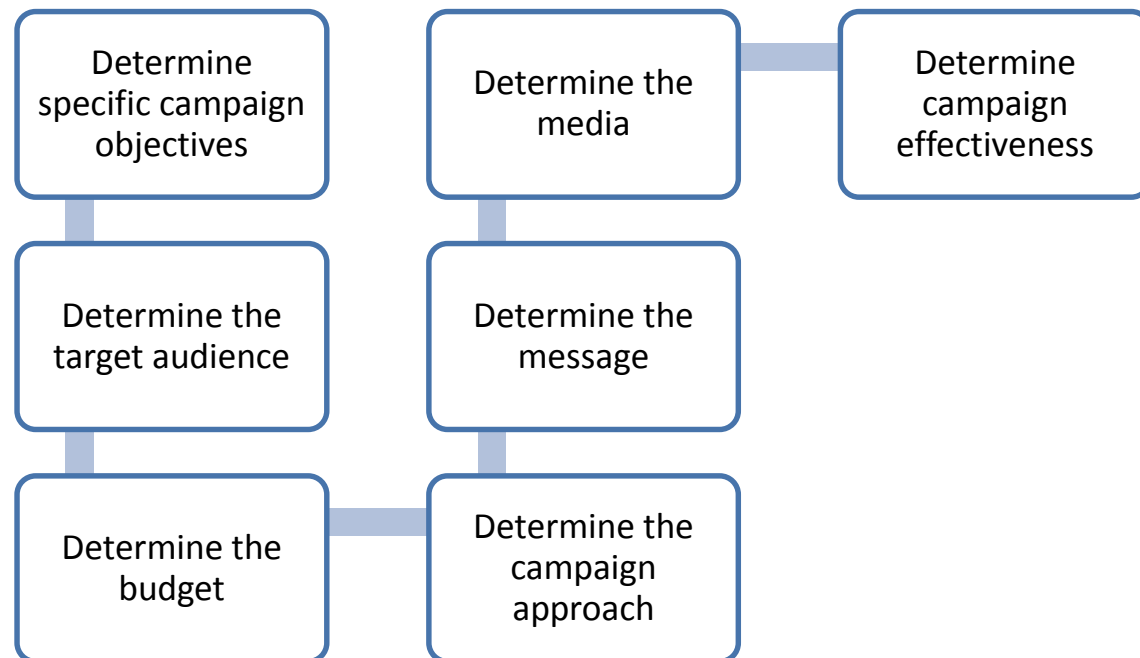 Determine
specific campaign
objectives
Determine the
target audience
Determine the
budget
Determine the
campaign
approach
Determine the
message
Determine the
media
Determine
campaign
effectiveness